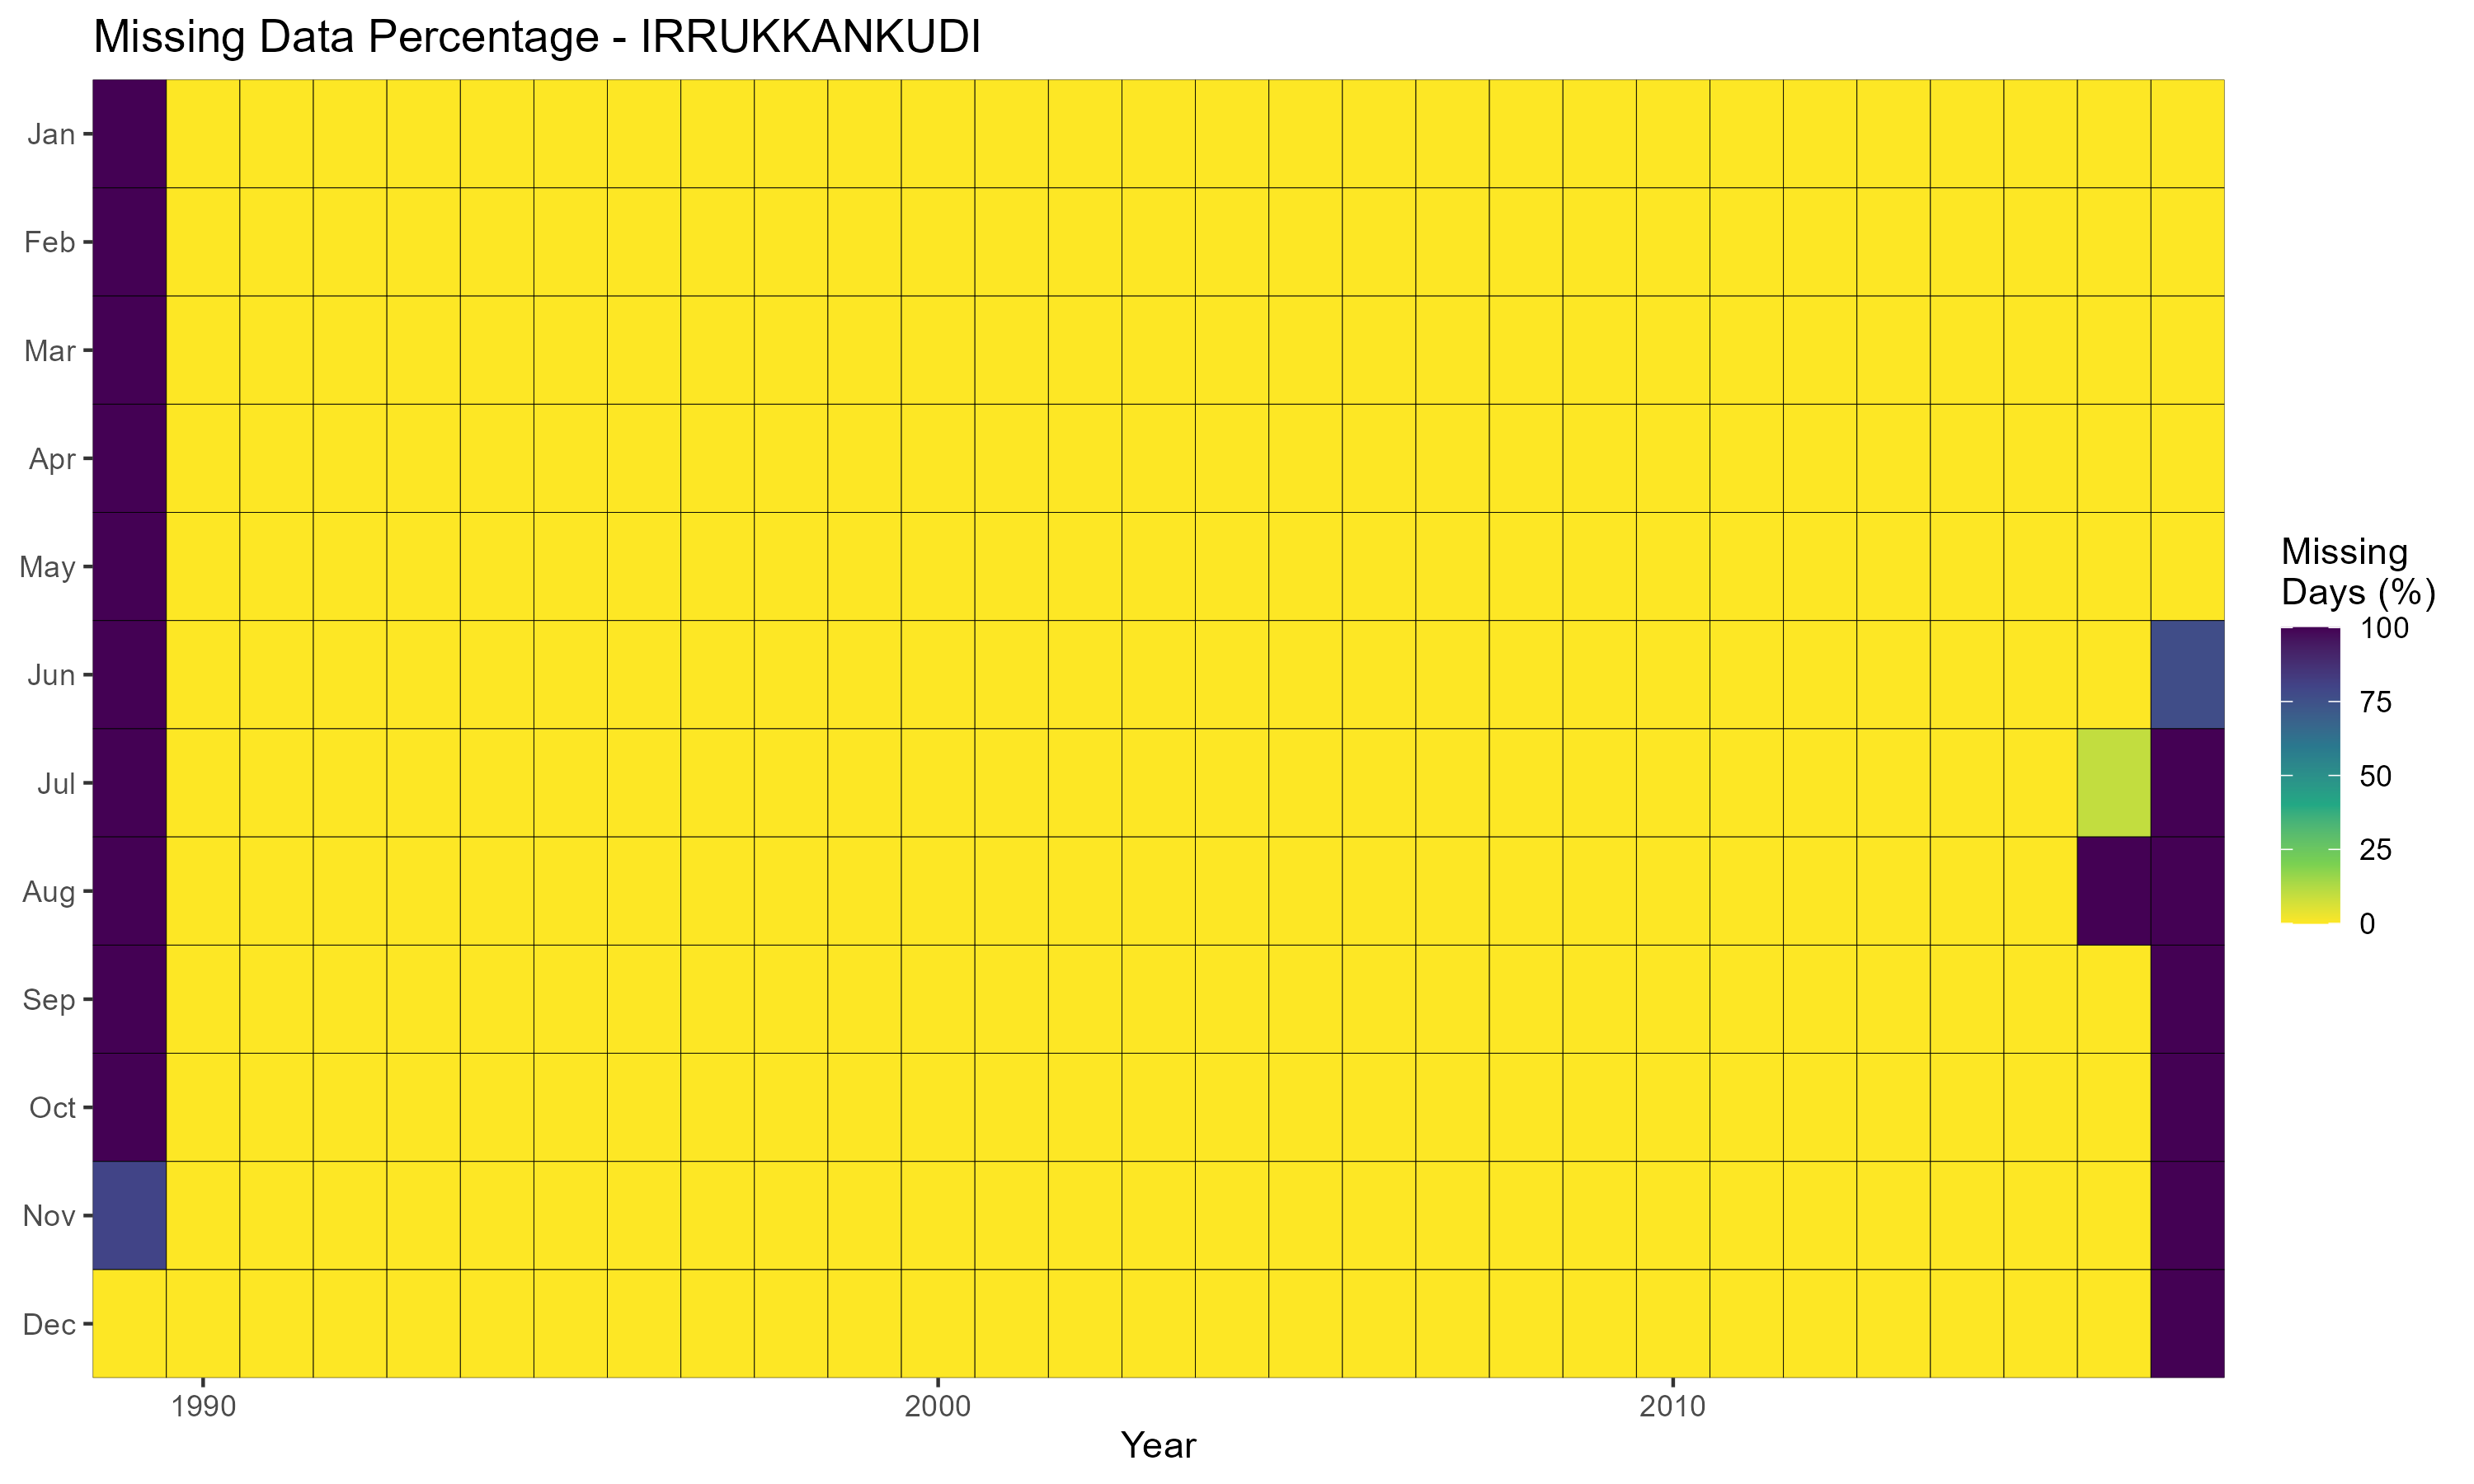 Missing Data Percentage - IRRUKKANKUDI
Jan
Feb
Mar
Apr
May
Jun
Jul
Aug
Sep
Oct
Nov
Dec
1990
2000
2010
Year
Missing
Days (%)
100
75
50
25
0